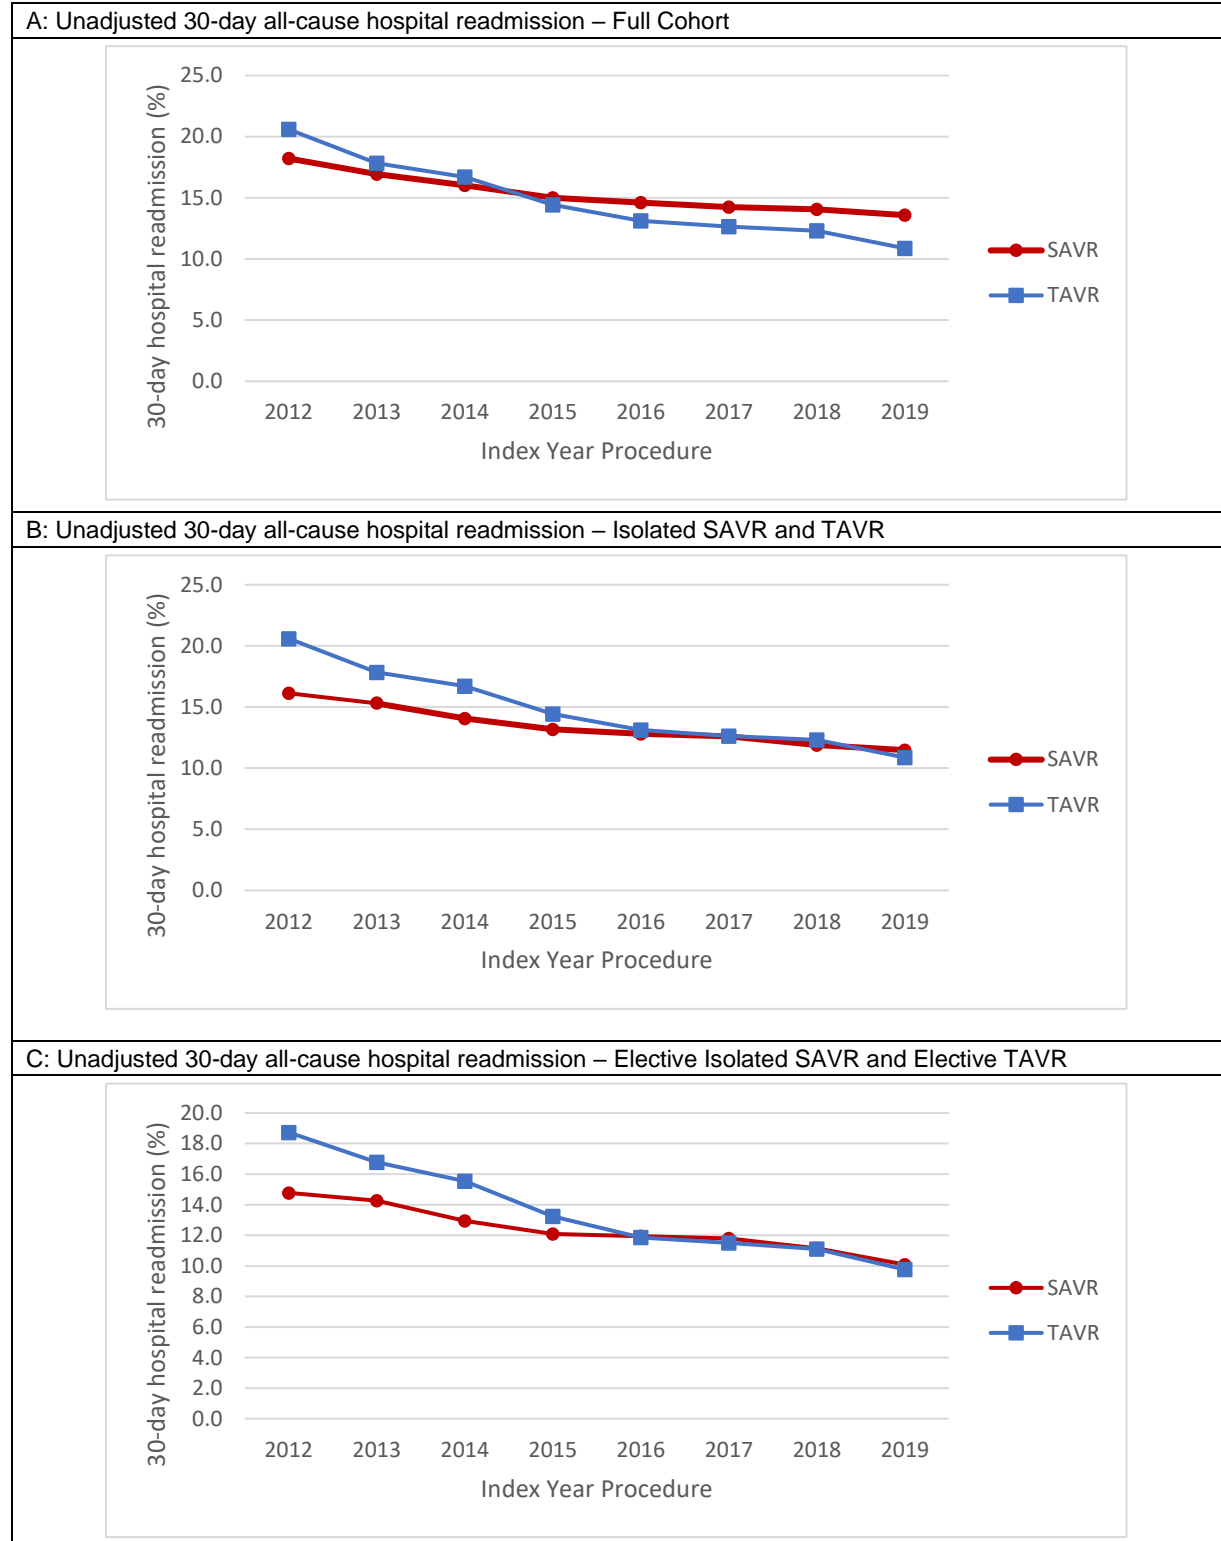 A: Unadjusted 30-day all-cause hospital readmission – Full Cohort
30-day hospital readmission (%)
25.0
20.0
15.0
10.0
5.0
0.0
2012 2013 2014 2015 2016 2017 2018 2019
Index Year Procedure
SAVR
TAVR
B: Unadjusted 30-day all-cause hospital readmission – Isolated SAVR and TAVR
30-day hospital readmission (%)
25.0
20.0
15.0
10.0
5.0
0.0
2012 2013 2014 2015 2016 2017 2018 2019
Index Year Procedure
SAVR
TAVR
C: Unadjusted 30-day all-cause hospital readmission – Elective Isolated SAVR and Elective TAVR
30-day hospital readmission (%)
20.0
18.0
16.0
14.0
12.0
10.0
8.0
6.0
4.0
2.0
0.0
2012 2013 2014 2015 2016 2017 2018 2019
Index Year Procedure
SAVR
TAVR